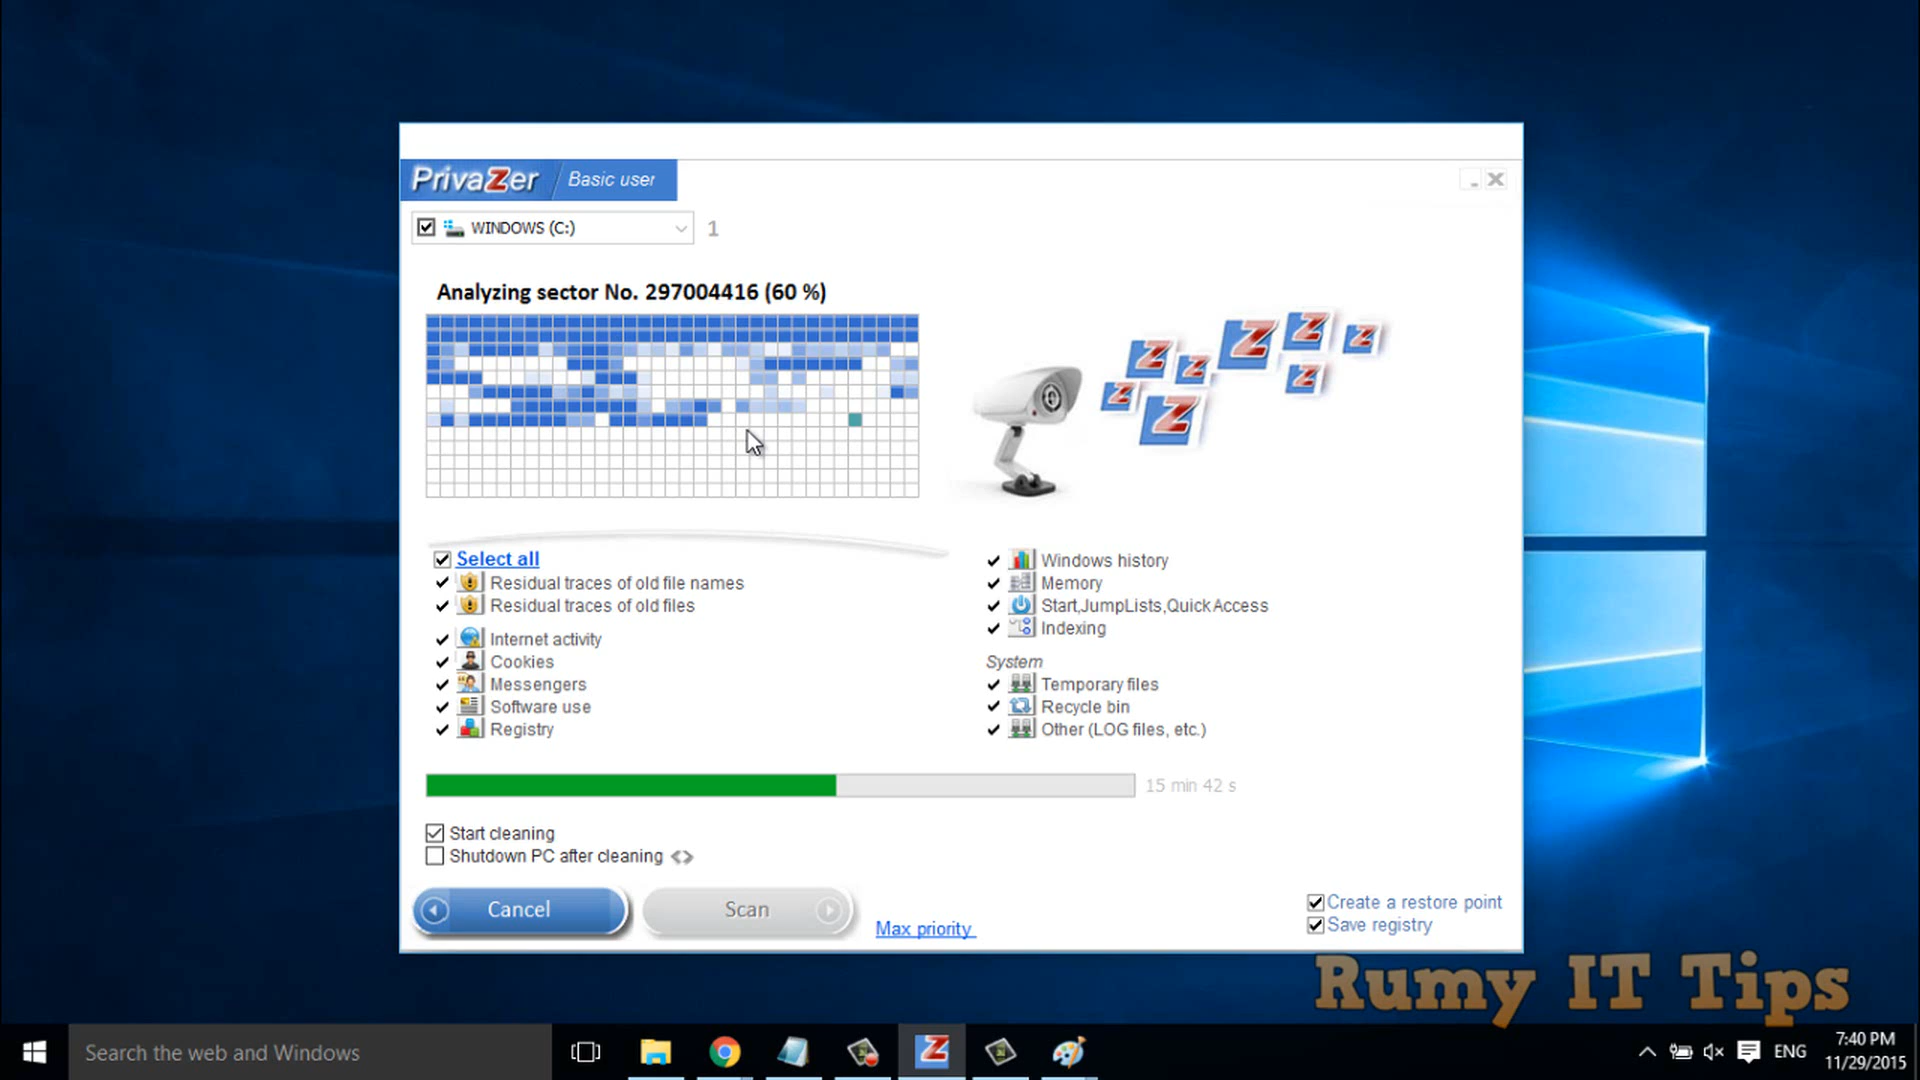 PrivaZer
Basic user
WINDOWS (C:)
1
Analyzing sector No. 297004416 (60 %)
Select all
Residual traces of old file names
Residual traces of old files
Internet activity
Cookies
Messengers
Software use
Registry
Windows history
Memory
Start,JumpLists,QuickAccess
Indexing
System
Temporary files
Recycle bin
Other (LOG files, etc.)
15 min 42 s
Start cleaning
Shutdown PC after cleaning
Cancel
Scan
Max priority
Create a restore point
Save registry
Rumy IT Tips
Search the web and Windows
ENG
7:40 PM
11/29/2015